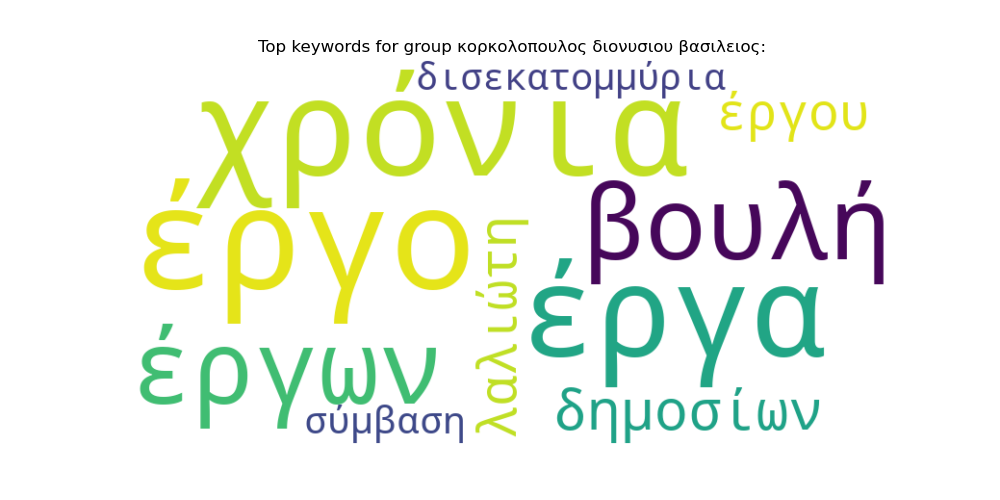 Top keywords for group κορκολοπουλος διονυσιου βασιλειος:
δισεκατομμύρια
χρόνια
έργου
έργο
βουλή
λαλιώτη
έργα
έργων
σύμβαση
δημοσίων